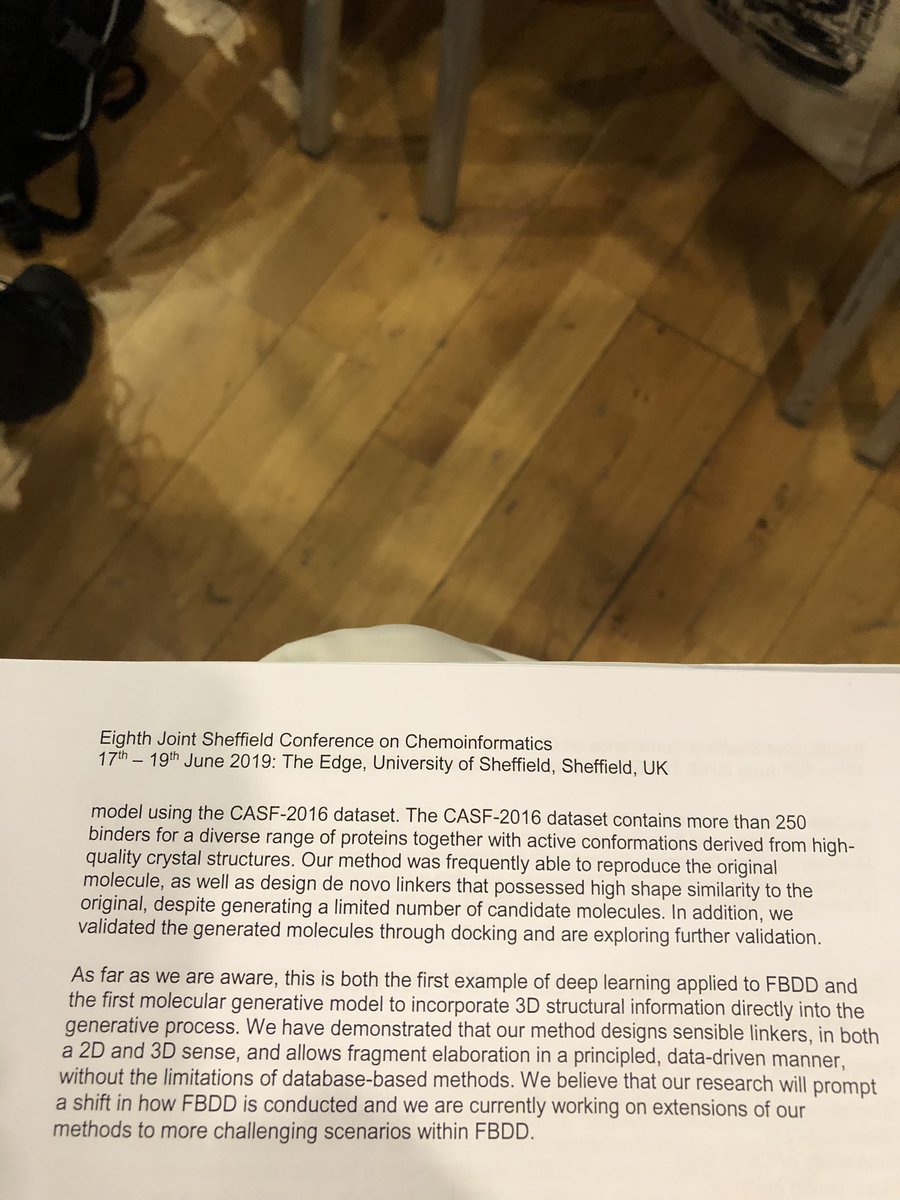 Eighth Joint Sheffield Conference on Chemoinformatics
17th – 19th June 2019: The Edge, University of Sheffield, Sheffield, UK
model using the CASF-2016 dataset. The CASF-2016 dataset contains more than 250
binders for a diverse range of proteins together with active conformations derived from high-
quality crystal structures. Our method was frequently able to reproduce the original
molecule, as well as design de novo linkers that possessed high shape similarity to the
original, despite generating a limited number of candidate molecules. In addition, we
validated the generated molecules through docking and are exploring further validation.
As far as we are aware, this is both the first example of deep learning applied to FBDD and
the first molecular generative model to incorporate 3D structural information directly into the
generative process. We have demonstrated that our method designs sensible linkers, in both
a 2D and 3D sense, and allows fragment elaboration in a principled, data-driven manner,
without the limitations of database-based methods. We believe that our research will prompt
a shift in how FBDD is conducted and we are currently working on extensions of our
methods to more challenging scenarios within FBDD.